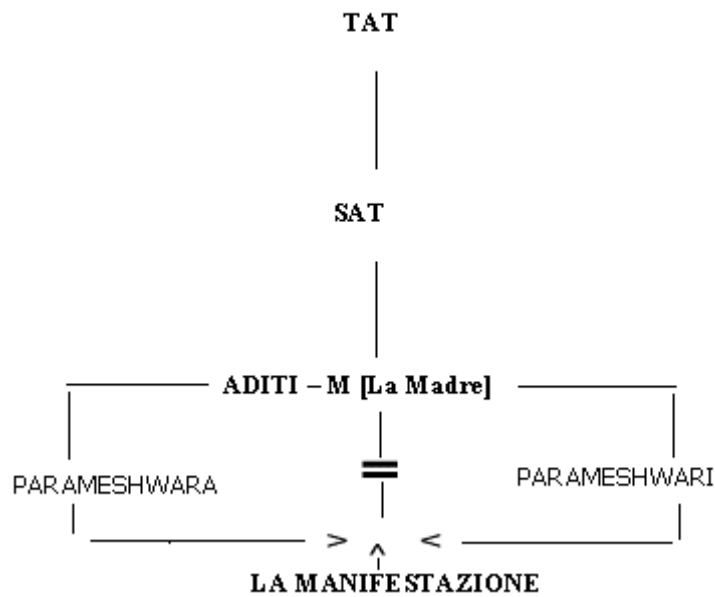 TAT
SAT
ADITI – M [La Madre]
PARAMESHWARA
PARAMESHWARI
=
> ^ <
LA MANIFESTAZIONE